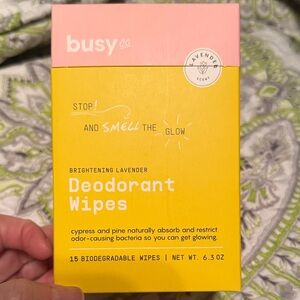 busy co
LAVENDER
SCENT
STOP!
AND SMELL THE GLOW
BRIGHTENING LAVENDER
Deodorant
Wipes
cypress and pine naturally absorb and restrict
odor-causing bacteria so you can get glowing.
15 BIODEGRADABLE WIPES | NET WT. 6.3 OZ